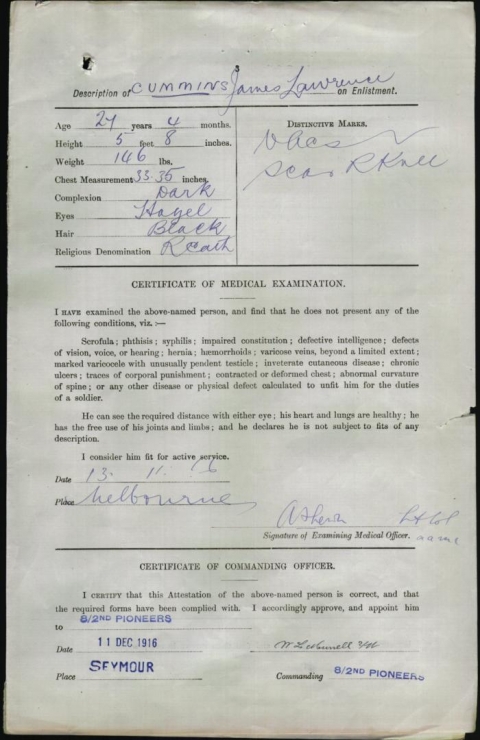 3
Description of CUMMINS James Lawrence on Enlistment.
Age 27 years 4 months.
Height 5 feet 8 inches.
Weight 146 lbs.
Chest Measurement 33-35 inches.
Complexion Dark
Eyes Hazel
Hair Black
Religious Denomination R Cath
DISTINCTIVE MARKS.
Vacs
Scar R Knee
CERTIFICATE OF MEDICAL EXAMINATION.
I HAVE examined the above-named person, and find that he does not present any of the
following conditions, viz. :—
Scrofula; phthisis; syphilis; impaired constitution; defective intelligence; defects
of vision, voice, or hearing; hernia; hæmorrhoids; varicose veins, beyond a limited extent;
marked varicocele with unusually pendent testicle; inveterate cutaneous disease; chronic
ulcers; traces of corporal punishment; contracted or deformed chest; abnormal curvature
of spine; or any other disease or physical defect calculated to unfit him for the duties
of a soldier.
He can see the required distance with either eye; his heart and lungs are healthy; he
has the free use of his joints and limbs; and he declares he is not subject to fits of any
description.
I consider him fit for active service.
Date 13. 11. 16
Place Melbourne
Signature of Examining Medical Officer.
name
CERTIFICATE OF COMMANDING OFFICER.
I CERTIFY that this Attestation of the above-named person is correct, and that
the required forms have been complied with. I accordingly approve, and appoint him
to 8/2ND PIONEERS
Date 11 DEC 1916
Place SEYMOUR
Commanding 8/2ND PIONEERS